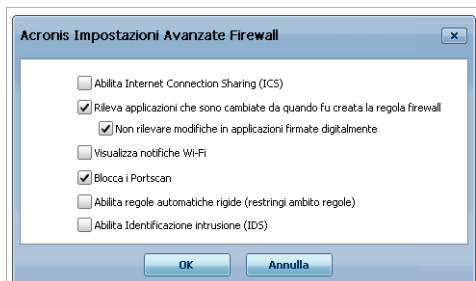 Acronis Impostazioni Avanzate Firewall
Abilita Internet Connection Sharing (ICS)
Rileva applicazioni che sono cambiate da quando fu creata la regola firewall
Non rilevare modifiche in applicazioni firmate digitalmente
Visualizza notifiche Wi-Fi
Blocca i Portscan
Abilita regole automatiche rigide (restringi ambito regole)
Abilita Identificazione intrusione (IDS)
OK Annulla